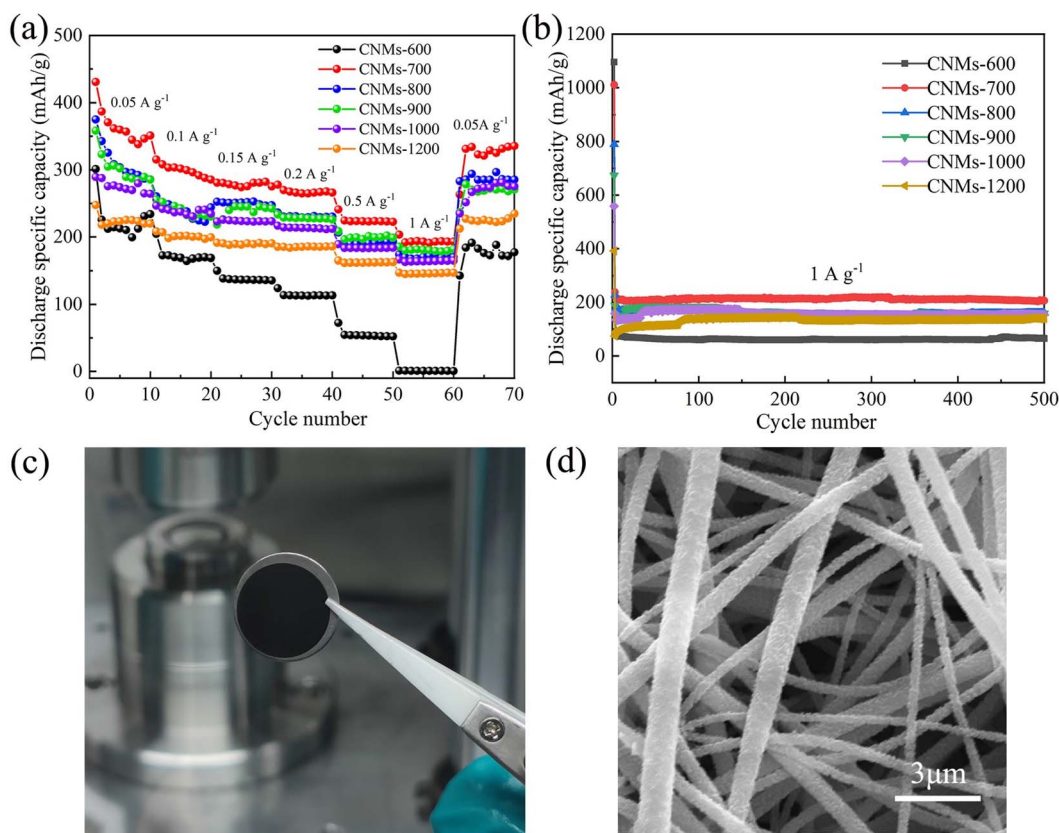 (a)
500
400
300
200
100
0
0 10 20 30 40 50 60 70
Discharge specific capacity (mAh/g)
Cycle number
CNMs-600
CNMs-700
CNMs-800
CNMs-900
CNMs-1000
CNMs-1200
0.05 A g⁻¹
0.1 A g⁻¹
0.15 A g⁻¹
0.2 A g⁻¹
0.5 A g⁻¹
1 A g⁻¹
0.05A g⁻¹
(b)
1200
1000
800
600
400
200
0
0 100 200 300 400 500
Discharge specific capacity (mAh/g)
Cycle number
CNMs-600
CNMs-700
CNMs-800
CNMs-900
CNMs-1000
CNMs-1200
1 A g⁻¹
(c)
(d)
3μm